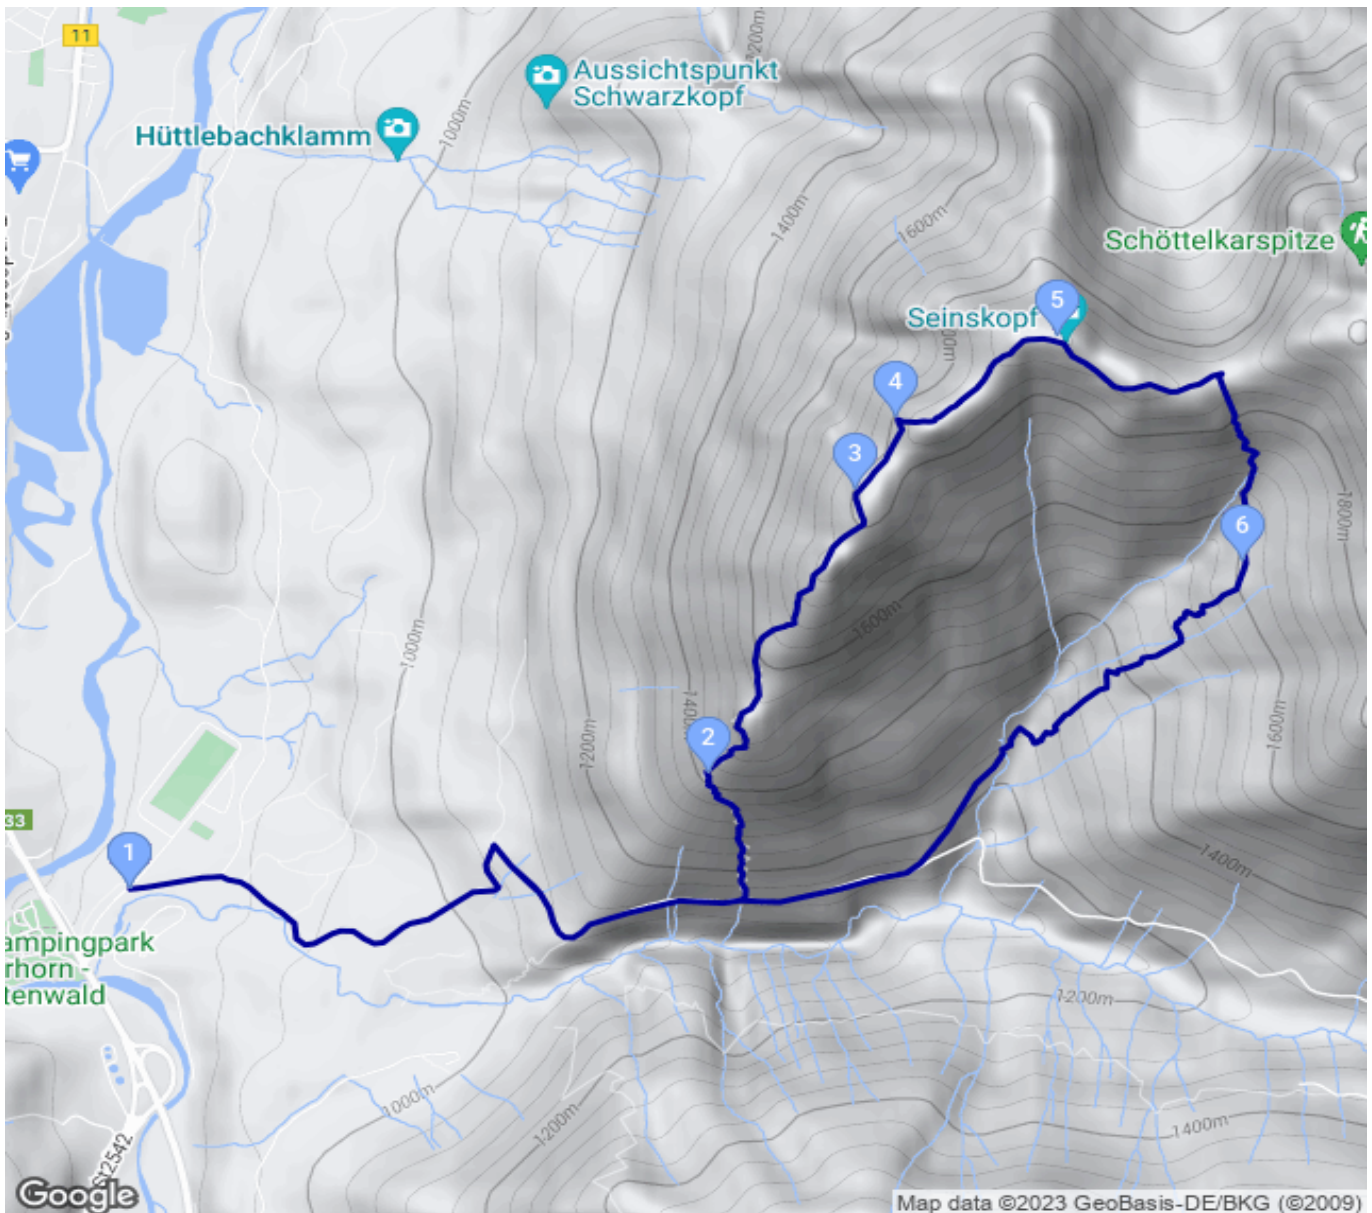 11
1200m
Aussichtspunkt
Schwarzkopf
1000m
Hüttlebachklamm
1400m
1600m
Schöttelkarspitze
5
Seinskopf
4
3
1800m
6
1600m
1000m
1400
2
1200m
1600m
33
1
1400m
ampingpark
rhorn -
tenwald
1200m
1000m
1200m
1400m
St2542
Google
Map data ©2023 GeoBasis-DE/BKG (©2009)